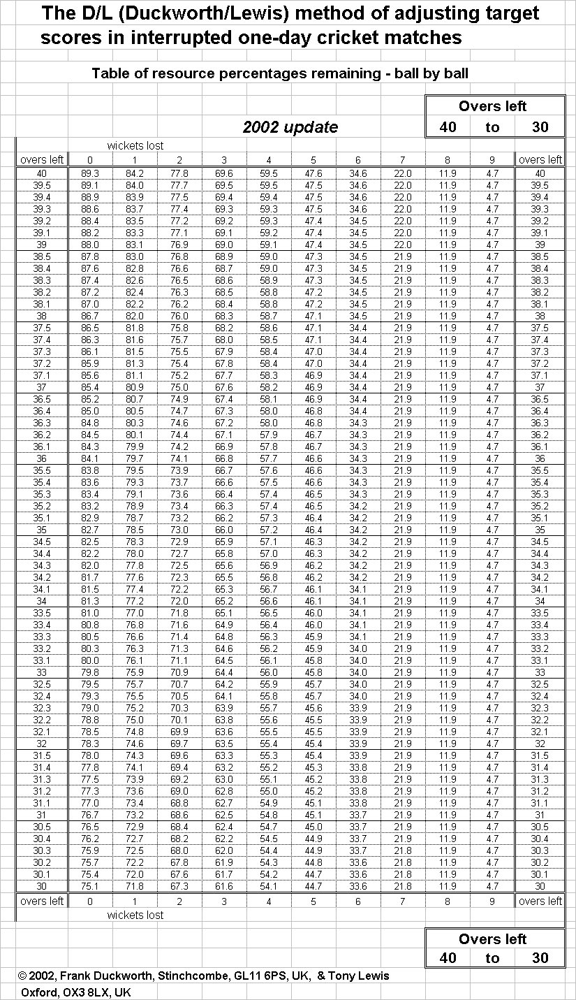 The D/L (Duckworth/Lewis) method of adjusting target
scores in interrupted one-day cricket matches
Table of resource percentages remaining - ball by ball
Overs left
2002 update 40 to 30
wickets lost
overs left 0 1 2 3 4 5 6 7 8 9 overs left
40 89.3 84.2 77.8 69.6 59.5 47.6 34.6 22.0 11.9 4.7 40
39.5 89.1 84.0 77.7 69.5 59.5 47.5 34.6 22.0 11.9 4.7 39.5
39.4 88.9 83.9 77.5 69.4 59.4 47.5 34.6 22.0 11.9 4.7 39.4
39.3 88.6 83.7 77.4 69.3 59.3 47.5 34.6 22.0 11.9 4.7 39.3
39.2 88.4 83.5 77.2 69.2 59.3 47.4 34.5 22.0 11.9 4.7 39.2
39.1 88.2 83.3 77.1 69.1 59.2 47.4 34.5 22.0 11.9 4.7 39.1
39 88.0 83.1 76.9 69.0 59.1 47.4 34.5 22.0 11.9 4.7 39
38.5 87.8 83.0 76.8 68.9 59.0 47.3 34.5 21.9 11.9 4.7 38.5
38.4 87.6 82.8 76.6 68.7 59.0 47.3 34.5 21.9 11.9 4.7 38.4
38.3 87.4 82.6 76.5 68.6 58.9 47.3 34.5 21.9 11.9 4.7 38.3
38.2 87.2 82.4 76.3 68.5 58.8 47.2 34.5 21.9 11.9 4.7 38.2
38.1 87.0 82.2 76.2 68.4 58.8 47.2 34.5 21.9 11.9 4.7 38.1
38 86.7 82.0 76.0 68.3 58.7 47.1 34.5 21.9 11.9 4.7 38
37.5 86.5 81.8 75.8 68.2 58.6 47.1 34.4 21.9 11.9 4.7 37.5
37.4 86.3 81.6 75.7 68.0 58.5 47.1 34.4 21.9 11.9 4.7 37.4
37.3 86.1 81.5 75.5 67.9 58.4 47.0 34.4 21.9 11.9 4.7 37.3
37.2 85.9 81.3 75.4 67.8 58.4 47.0 34.4 21.9 11.9 4.7 37.2
37.1 85.6 81.1 75.2 67.7 58.3 46.9 34.4 21.9 11.9 4.7 37.1
37 85.4 80.9 75.0 67.6 58.2 46.9 34.4 21.9 11.9 4.7 37
36.5 85.2 80.7 74.9 67.4 58.1 46.9 34.4 21.9 11.9 4.7 36.5
36.4 85.0 80.5 74.7 67.3 58.0 46.8 34.4 21.9 11.9 4.7 36.4
36.3 84.8 80.3 74.6 67.2 58.0 46.8 34.3 21.9 11.9 4.7 36.3
36.2 84.5 80.1 74.4 67.1 57.9 46.7 34.3 21.9 11.9 4.7 36.2
36.1 84.3 79.9 74.2 66.9 57.8 46.7 34.3 21.9 11.9 4.7 36.1
36 84.1 79.7 74.1 66.8 57.7 46.6 34.3 21.9 11.9 4.7 36
35.5 83.8 79.5 73.9 66.7 57.6 46.6 34.3 21.9 11.9 4.7 35.5
35.4 83.6 79.3 73.7 66.6 57.5 46.6 34.3 21.9 11.9 4.7 35.4
35.3 83.4 79.1 73.6 66.4 57.4 46.5 34.3 21.9 11.9 4.7 35.3
35.2 83.2 78.9 73.4 66.3 57.4 46.5 34.2 21.9 11.9 4.7 35.2
35.1 82.9 78.7 73.2 66.2 57.3 46.4 34.2 21.9 11.9 4.7 35.1
35 82.7 78.5 73.0 66.0 57.2 46.4 34.2 21.9 11.9 4.7 35
34.5 82.5 78.3 72.9 65.9 57.1 46.3 34.2 21.9 11.9 4.7 34.5
34.4 82.2 78.0 72.7 65.8 57.0 46.3 34.2 21.9 11.9 4.7 34.4
34.3 82.0 77.8 72.5 65.6 56.9 46.2 34.2 21.9 11.9 4.7 34.3
34.2 81.7 77.6 72.3 65.5 56.8 46.2 34.2 21.9 11.9 4.7 34.2
34.1 81.5 77.4 72.2 65.3 56.7 46.1 34.1 21.9 11.9 4.7 34.1
34 81.3 77.2 72.0 65.2 56.6 46.1 34.1 21.9 11.9 4.7 34
33.5 81.0 77.0 71.8 65.1 56.5 46.0 34.1 21.9 11.9 4.7 33.5
33.4 80.8 76.8 71.6 64.9 56.4 46.0 34.1 21.9 11.9 4.7 33.4
33.3 80.5 76.6 71.4 64.8 56.3 45.9 34.1 21.9 11.9 4.7 33.3
33.2 80.3 76.3 71.3 64.6 56.2 45.9 34.0 21.9 11.9 4.7 33.2
33.1 80.0 76.1 71.1 64.5 56.1 45.8 34.0 21.9 11.9 4.7 33.1
33 79.8 75.9 70.9 64.4 56.0 45.8 34.0 21.9 11.9 4.7 33
32.5 79.5 75.7 70.7 64.2 55.9 45.7 34.0 21.9 11.9 4.7 32.5
32.4 79.3 75.5 70.5 64.1 55.8 45.7 34.0 21.9 11.9 4.7 32.4
32.3 79.0 75.2 70.3 63.9 55.7 45.6 33.9 21.9 11.9 4.7 32.3
32.2 78.8 75.0 70.1 63.8 55.6 45.5 33.9 21.9 11.9 4.7 32.2
32.1 78.5 74.8 69.9 63.6 55.5 45.5 33.9 21.9 11.9 4.7 32.1
32 78.3 74.6 69.7 63.5 55.4 45.4 33.9 21.9 11.9 4.7 32
31.5 78.0 74.3 69.6 63.3 55.3 45.4 33.9 21.9 11.9 4.7 31.5
31.4 77.8 74.1 69.4 63.2 55.2 45.3 33.8 21.9 11.9 4.7 31.4
31.3 77.5 73.9 69.2 63.0 55.1 45.2 33.8 21.9 11.9 4.7 31.3
31.2 77.3 73.6 69.0 62.8 55.0 45.2 33.8 21.9 11.9 4.7 31.2
31.1 77.0 73.4 68.8 62.7 54.9 45.1 33.8 21.9 11.9 4.7 31.1
31 76.7 73.2 68.6 62.5 54.8 45.1 33.7 21.9 11.9 4.7 31
30.5 76.5 72.9 68.4 62.4 54.7 45.0 33.7 21.9 11.9 4.7 30.5
30.4 76.2 72.7 68.2 62.2 54.5 44.9 33.7 21.9 11.9 4.7 30.4
30.3 75.9 72.5 68.0 62.0 54.4 44.9 33.7 21.8 11.9 4.7 30.3
30.2 75.7 72.2 67.8 61.9 54.3 44.8 33.6 21.8 11.9 4.7 30.2
30.1 75.4 72.0 67.6 61.7 54.2 44.7 33.6 21.8 11.9 4.7 30.1
30 75.1 71.8 67.3 61.6 54.1 44.7 33.6 21.8 11.9 4.7 30
overs left 0 1 2 3 4 5 6 7 8 9 overs left
wickets lost
Overs left
40 to 30
© 2002, Frank Duckworth, Stinchcombe, GL11 6PS, UK, & Tony Lewis
Oxford, OX3 8LX, UK